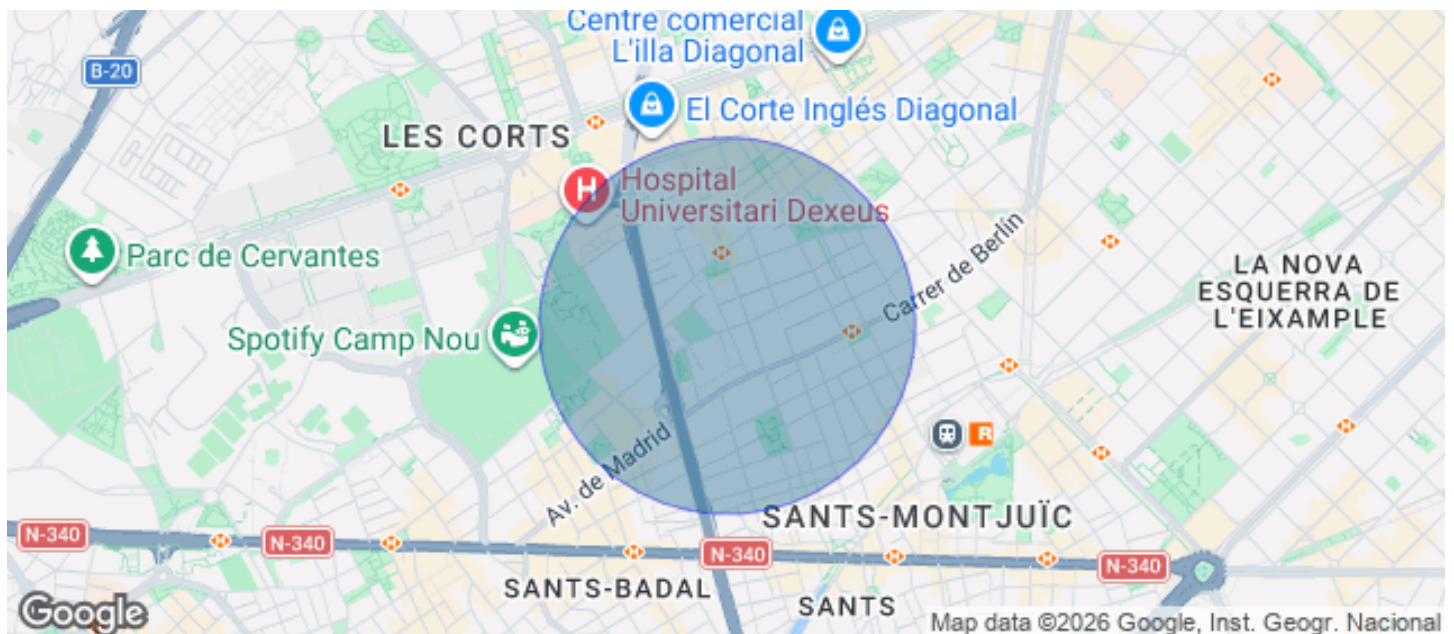 Centre comercial
L'illa Diagonal
B-20
El Corte Inglés Diagonal
LES CORTS
H
Hospital
Universitari Dexeus
Parc de Cervantes
Carrer de Berlín
LA NOVA
ESQUERRA DE
L'EIXAMPLE
Spotify Camp Nou
R
Av. de Madrid
SANTS-MONTJUÏC
N-340
N-340
N-340
N-340
SANTS-BADAL
SANTS
Google
Map data ©2026 Google, Inst. Geogr. Nacional